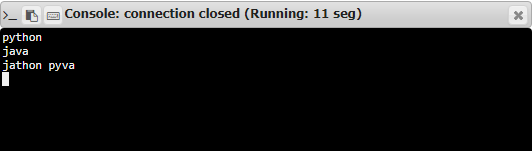 Console: connection closed (Running: 11 seg)
python
java
jathon pyva